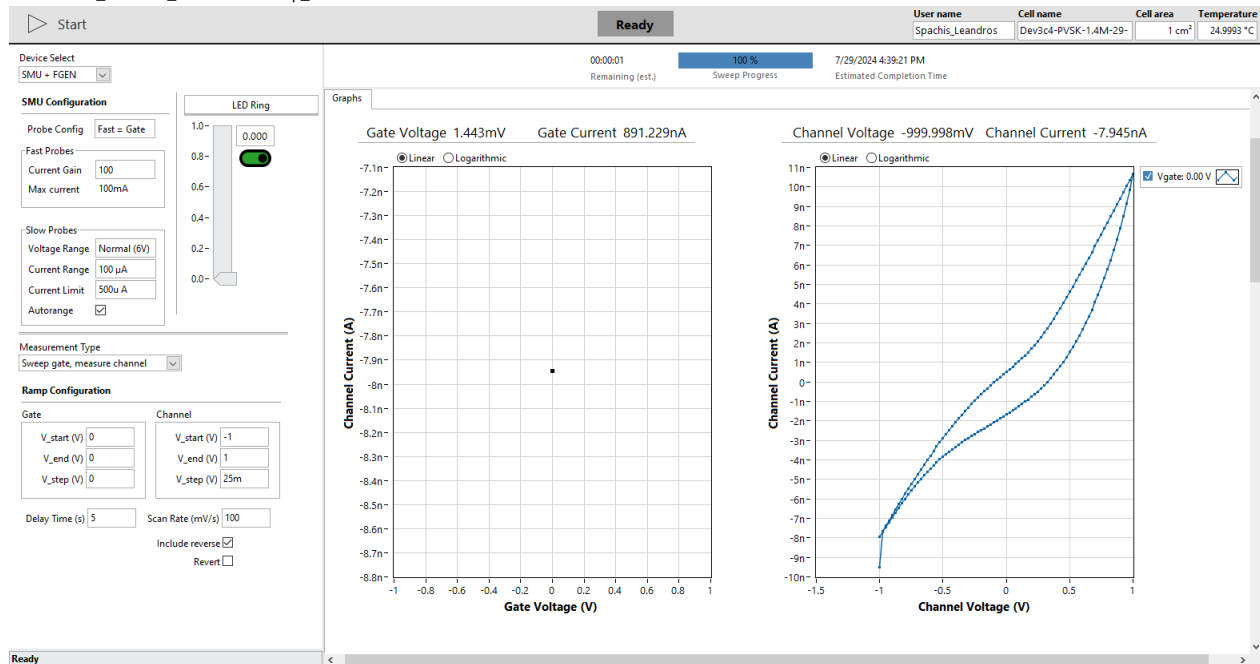 Start
Ready
User name Cell name Cell area Temperature
Spachis_Leandros Dev3c4-PVSK-1.4M-29- 1 cm² 24.9993 °C
Device Select
SMU + FGEN
00:00:01 100 % 7/29/2024 4:39:21 PM
Remaining (est.) Sweep Progress Estimated Completion Time
SMU Configuration
LED Ring
Graphs
Probe Config Fast = Gate
1.0
0.000
Fast Probes
0.8
Current Gain 100
Max current 100mA
0.6
0.4
Slow Probes
Voltage Range Normal (6V)
0.2
Current Range 100 µA
0.0
Current Limit 500u A
Autorange
Measurement Type
Sweep gate, measure channel
Ramp Configuration
Gate Channel
V_start (V) 0 V_start (V) -1
V_end (V) 0 V_end (V) 1
V_step (V) 0 V_step (V) 25m
Delay Time (s) 5 Scan Rate (mV/s) 100
Include reverse
Revert
Ready
Gate Voltage 1.443mV Gate Current 891.229nA
Linear Logarithmic
-7.1n
-7.2n
-7.3n
-7.4n
-7.5n
-7.6n
-7.7n
-7.8n
-7.9n
-8n
-8.1n
-8.2n
-8.3n
-8.4n
-8.5n
-8.6n
-8.7n
-8.8n
Channel Current (A)
-1 -0.8 -0.6 -0.4 -0.2 0 0.2 0.4 0.6 0.8 1
Gate Voltage (V)
Channel Voltage -999.998mV Channel Current -7.945nA
Linear Logarithmic
Vgate: 0.00 V
11n
10n
9n
8n
7n
6n
5n
4n
3n
2n
1n
0
-1n
-2n
-3n
-4n
-5n
-6n
-7n
-8n
-9n
-10n
Channel Current (A)
-1.5 -1 -0.5 0 0.5 1
Channel Voltage (V)